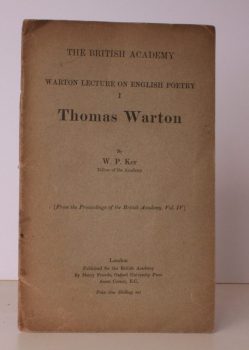 THE BRITISH ACADEMY
WARTON LECTURE ON ENGLISH POETRY
I
Thomas Warton
By
W. P. Ker
Fellow of the Academy
[From the Proceedings of the British Academy, Vol. IV]
London
Published for the British Academy
By Henry Frowde, Oxford University Press
Amen Corner, E.C.
Price One Shilling net